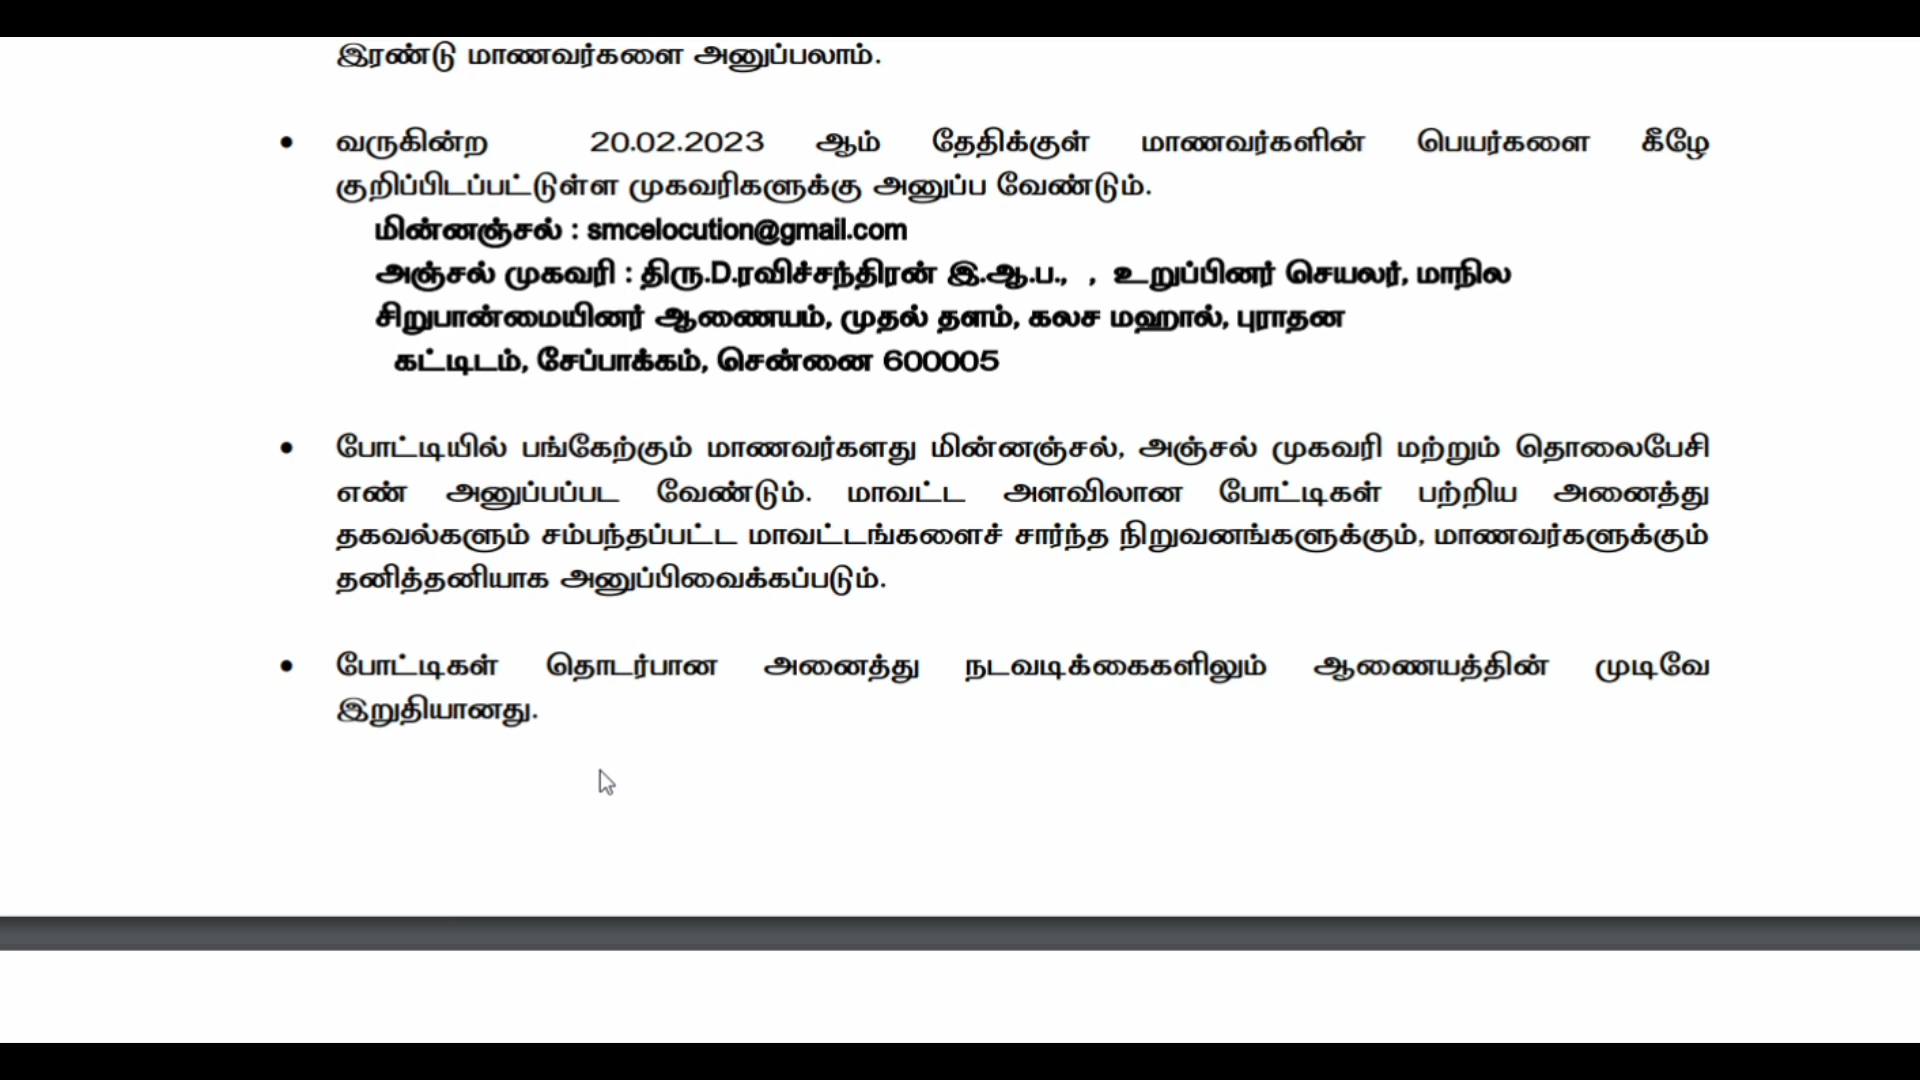 இரண்டு மாணவர்களை அனுப்பலாம்.
• வருகின்ற 20.02.2023 ஆம் தேதிக்குள் மாணவர்களின் பெயர்களை கீழே
குறிப்பிடப்பட்டுள்ள முகவரிகளுக்கு அனுப்ப வேண்டும்.
மின்னஞ்சல் : smcelocution@gmail.com
அஞ்சல் முகவரி : திரு.D.ரவிச்சந்திரன் இ.ஆ.ப., , உறுப்பினர் செயலர், மாநில
சிறுபான்மையினர் ஆணையம், முதல் தளம், கலச மஹால், புராதன
கட்டிடம், சேப்பாக்கம், சென்னை 600005
• போட்டியில் பங்கேற்கும் மாணவர்களது மின்னஞ்சல், அஞ்சல் முகவரி மற்றும் தொலைபேசி
எண் அனுப்பப்பட வேண்டும். மாவட்ட அளவிலான போட்டிகள் பற்றிய அனைத்து
தகவல்களும் சம்பந்தப்பட்ட மாவட்டங்களைச் சார்ந்த நிறுவனங்களுக்கும், மாணவர்களுக்கும்
தனித்தனியாக அனுப்பிவைக்கப்படும்.
• போட்டிகள் தொடர்பான அனைத்து நடவடிக்கைகளிலும் ஆணையத்தின் முடிவே
இறுதியானது.